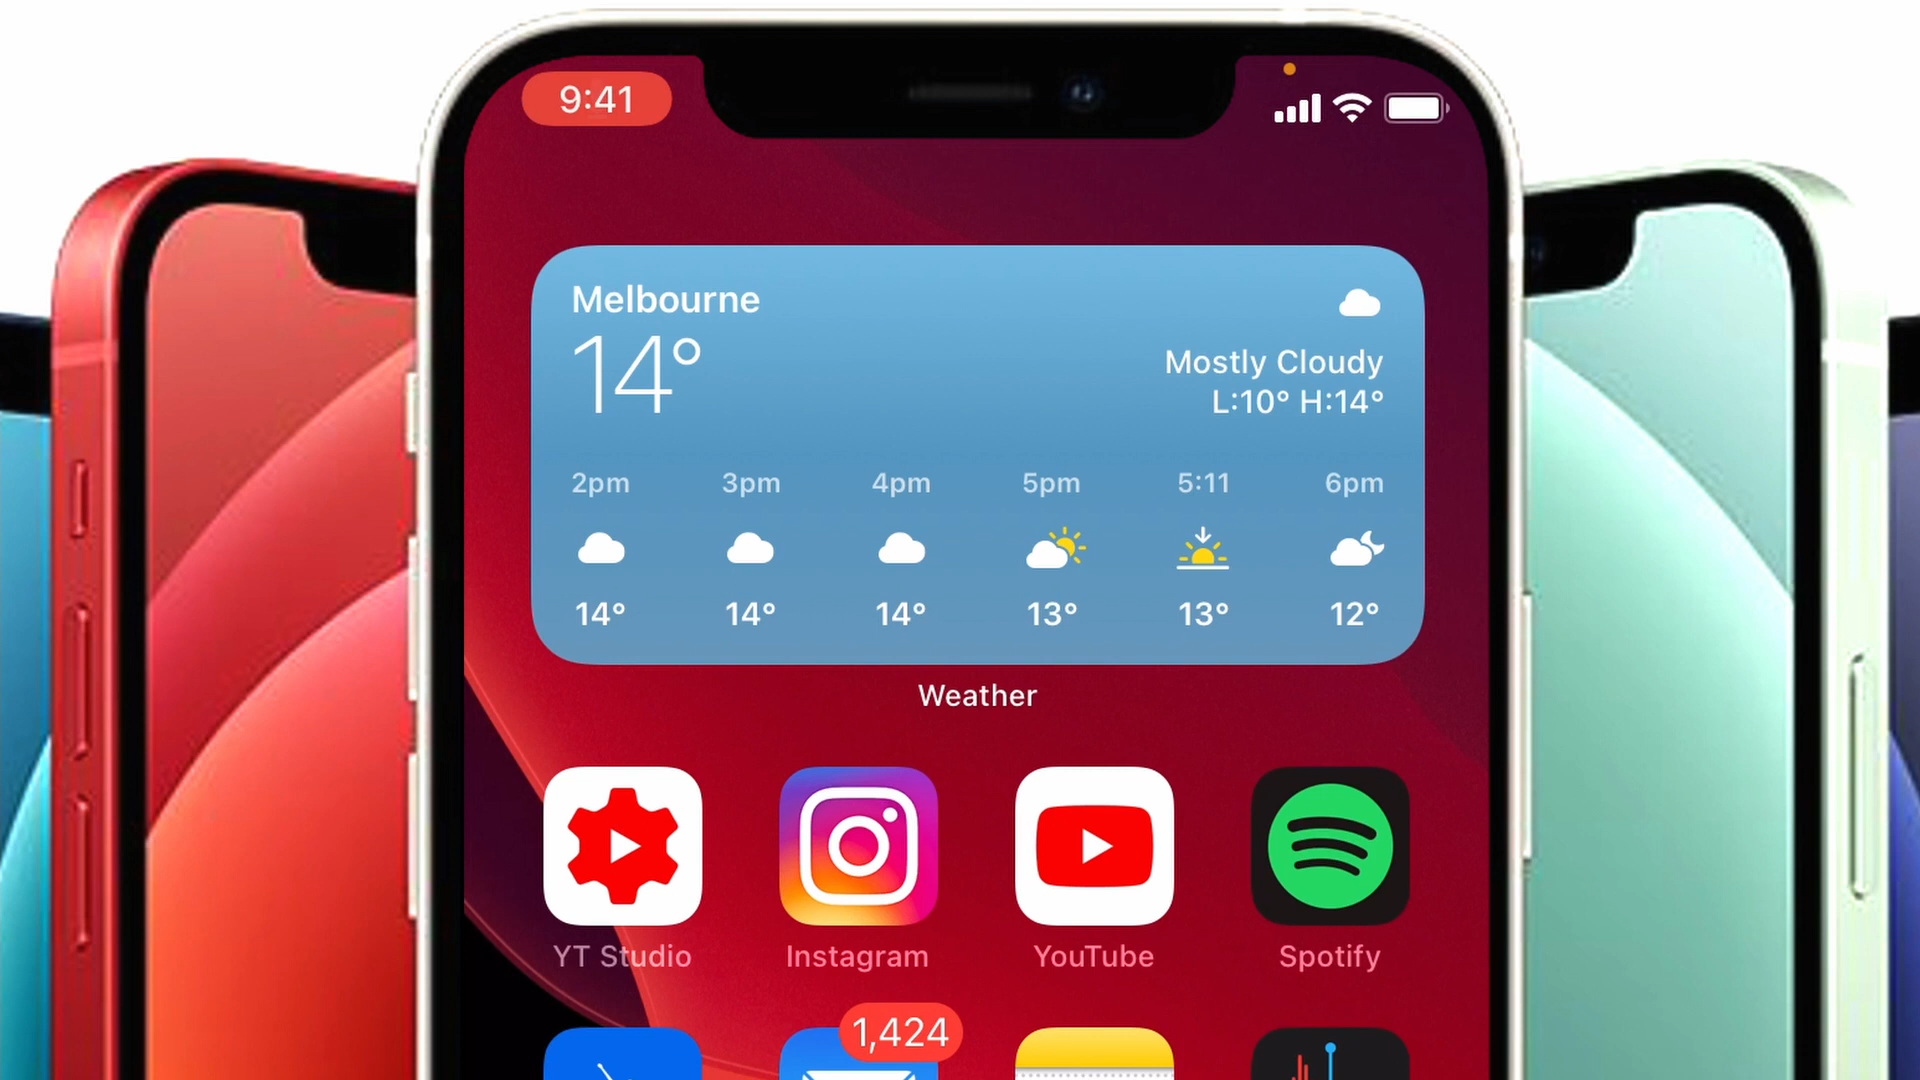 9:41
Melbourne
14°
Mostly Cloudy
L:10° H:14°
2pm 3pm 4pm 5pm 5:11 6pm
14° 14° 14° 13° 13° 12°
Weather
YT Studio Instagram YouTube Spotify
1,424